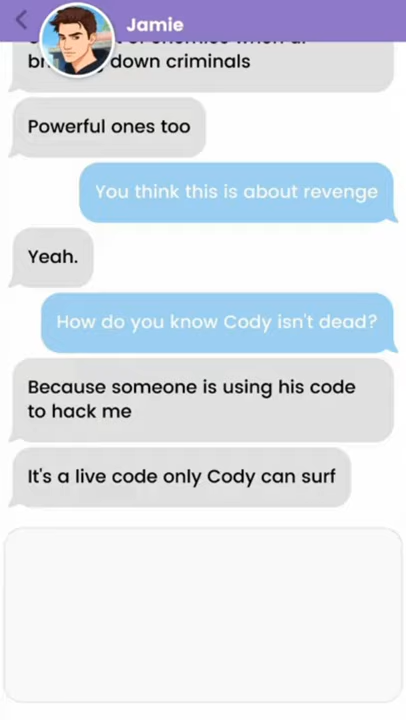 Jamie
down criminals
Powerful ones too
You think this is about revenge
Yeah.
How do you know Cody isn't dead?
Because someone is using his code
to hack me
It's a live code only Cody can surf